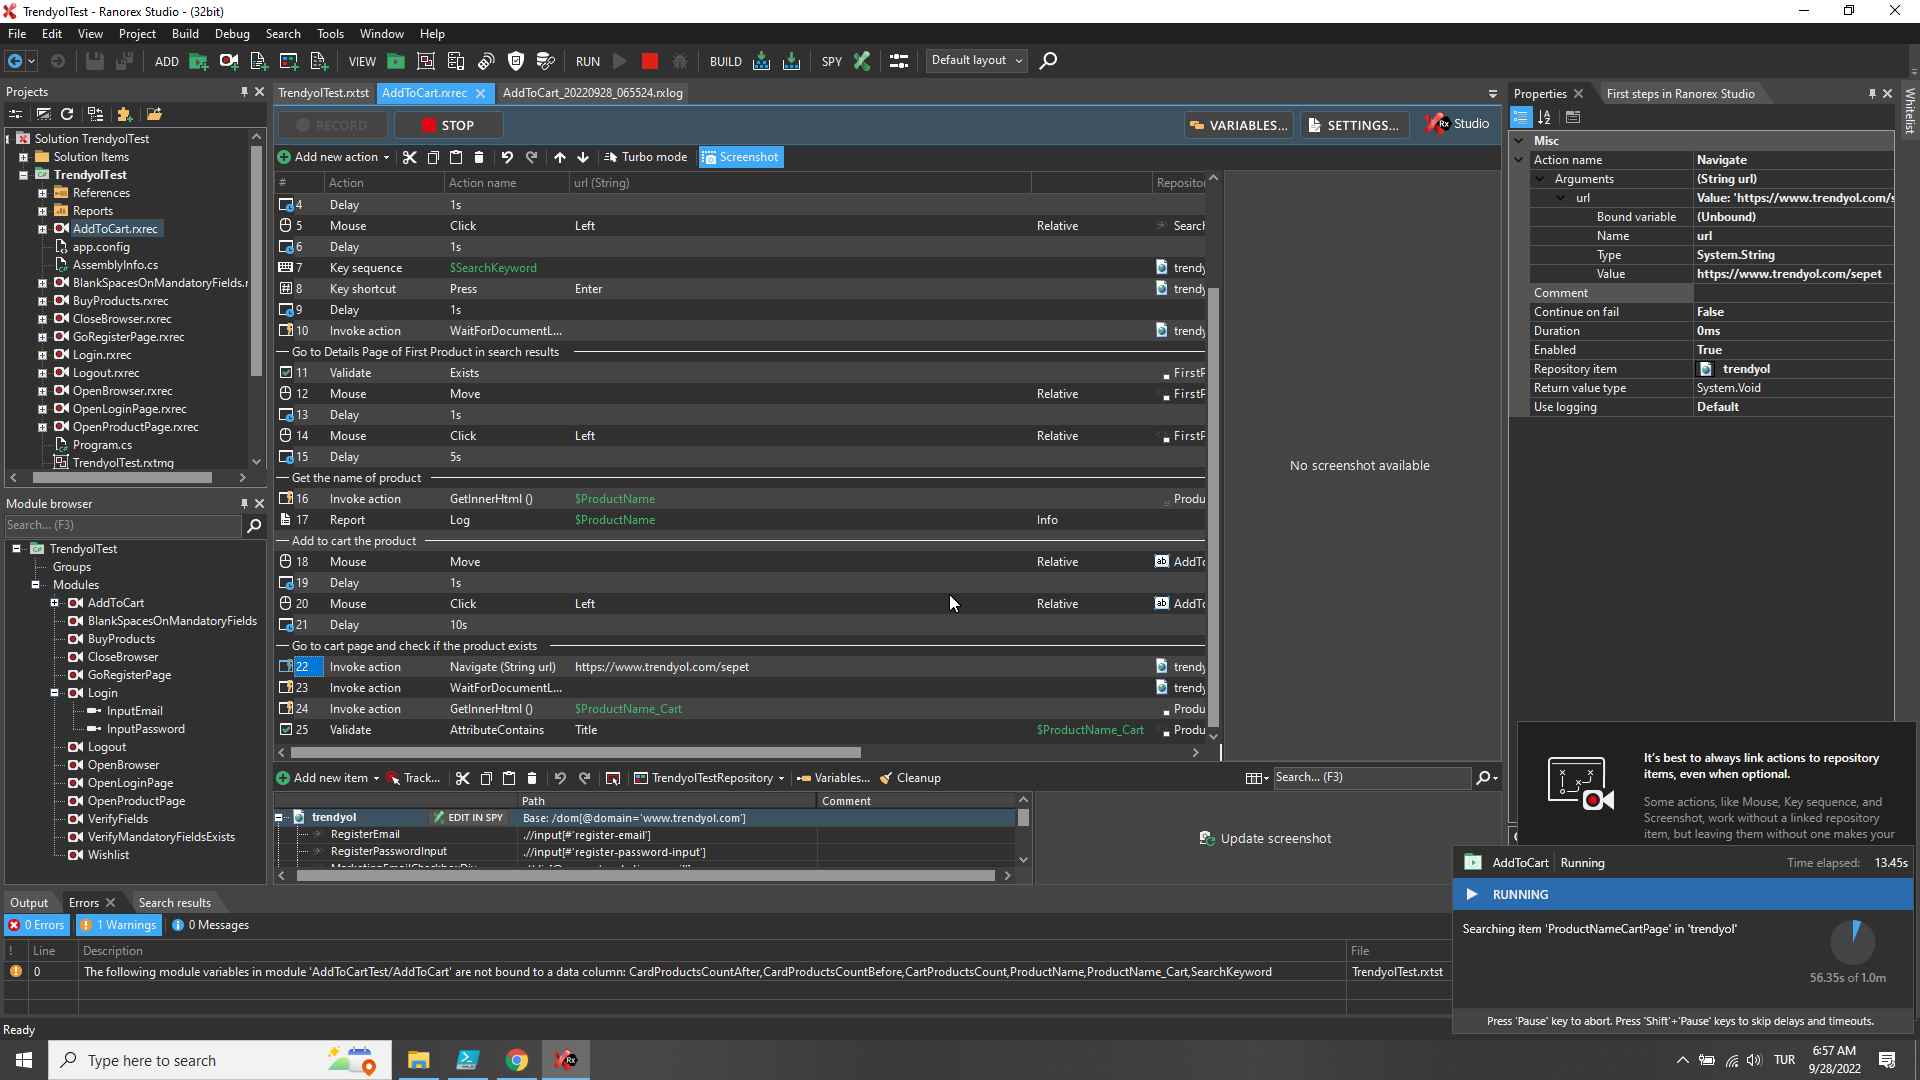 TrendyolTest - Ranorex Studio - (32bit)
File Edit View Project Build Debug Search Tools Window Help
ADD VIEW RUN BUILD SPY Default layout
Projects
Solution TrendyolTest
Solution Items
TrendyolTest
References
Reports
AddToCart.rxrec
app.config
AssemblyInfo.cs
BlankSpacesOnMandatoryFields.r
BuyProducts.rxrec
CloseBrowser.rxrec
GoRegisterPage.rxrec
Login.rxrec
Logout.rxrec
OpenBrowser.rxrec
OpenLoginPage.rxrec
OpenProductPage.rxrec
Program.cs
TrendyolTest.rxtmg
Module browser
Search... (F3)
TrendyolTest
Groups
Modules
AddToCart
BlankSpacesOnMandatoryFields
BuyProducts
CloseBrowser
GoRegisterPage
Login
InputEmail
InputPassword
Logout
OpenBrowser
OpenLoginPage
OpenProductPage
VerifyFields
VerifyMandatoryFieldsExists
Wishlist
TrendyolTest.rxtst AddToCart.rxrec AddToCart_20220928_065524.rxlog
RECORD STOP VARIABLES... SETTINGS... Rx Studio
Add new action Turbo mode Screenshot
# Action Action name url (String) Reposito
4 Delay 1s
5 Mouse Click Left Relative Search
6 Delay 1s
7 Key sequence $SearchKeyword trendy
8 Key shortcut Press Enter trendy
9 Delay 1s
10 Invoke action WaitForDocumentL... trendy
Go to Details Page of First Product in search results
11 Validate Exists FirstP
12 Mouse Move Relative FirstP
13 Delay 1s
14 Mouse Click Left Relative FirstP
15 Delay 5s
Get the name of product
16 Invoke action GetInnerHtml () $ProductName Produ
17 Report Log $ProductName Info
Add to cart the product
18 Mouse Move Relative ab AddTo
19 Delay 1s
20 Mouse Click Left Relative ab AddTo
21 Delay 10s
Go to cart page and check if the product exists
22 Invoke action Navigate (String url) https://www.trendyol.com/sepet trendy
23 Invoke action WaitForDocumentL... trendy
24 Invoke action GetInnerHtml () $ProductName_Cart Produ
25 Validate AttributeContains Title $ProductName_Cart Produ
No screenshot available
Add new item Track... TrendyolTestRepository Variables... Cleanup Search... (F3)
Path Comment
trendyol EDIT IN SPY Base: /dom[@domain='www.trendyol.com']
RegisterEmail .//input[#'register-email']
RegisterPasswordInput .//input[#'register-password-input']
Update screenshot
Properties First steps in Ranorex Studio
Whitelist
Misc
Action name Navigate
Arguments (String url)
url Value: 'https://www.trendyol.com/s
Bound variable (Unbound)
Name url
Type System.String
Value https://www.trendyol.com/sepet
Comment
Continue on fail False
Duration 0ms
Enabled True
Repository item trendyol
Return value type System.Void
Use logging Default
It's best to always link actions to repository
items, even when optional.
Some actions, like Mouse, Key sequence, and
Screenshot, work without a linked repository
item, but leaving them without one makes your
AddToCart Running Time elapsed: 13.45s
RUNNING
Searching item 'ProductNameCartPage' in 'trendyol'
56.35s of 1.0m
Press 'Pause' key to abort. Press 'Shift'+'Pause' keys to skip delays and timeouts.
Output Errors Search results
0 Errors 1 Warnings 0 Messages
! Line Description File
0 The following module variables in module 'AddToCartTest/AddToCart' are not bound to a data column: CardProductsCountAfter,CardProductsCountBefore,CartProductsCount,ProductName,ProductName_Cart,SearchKeyword TrendyolTest.rxtst
Ready
Type here to search
TUR
6:57 AM
9/28/2022